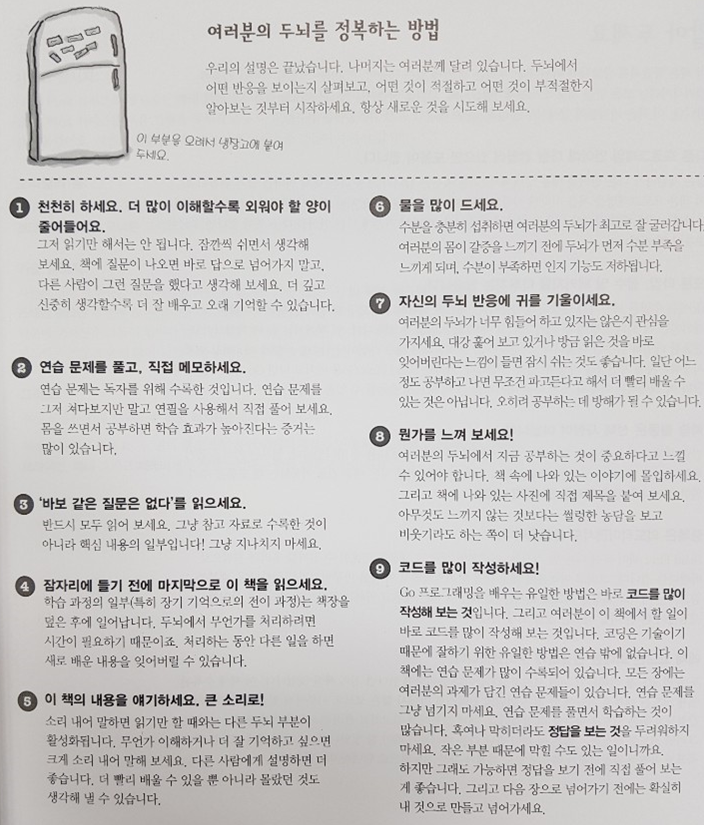 여러분의 두뇌를 정복하는 방법
우리의 설명은 끝났습니다. 나머지는 여러분께 달려 있습니다. 두뇌에서
어떤 반응을 보이는지 살펴보고, 어떤 것이 적절하고 어떤 것이 부적절한지
알아보는 것부터 시작하세요. 항상 새로운 것을 시도해 보세요.
이 부분을 오려서 냉장고에 붙여
두세요.
1 천천히 하세요. 더 많이 이해할수록 외워야 할 양이
줄어들어요.
그저 읽기만 해서는 안 됩니다. 잠깐씩 쉬면서 생각해
보세요. 책에 질문이 나오면 바로 답으로 넘어가지 말고,
다른 사람이 그런 질문을 했다고 생각해 보세요. 더 깊고
신중히 생각할수록 더 잘 배우고 오래 기억할 수 있습니다.
2 연습 문제를 풀고, 직접 메모하세요.
연습 문제는 독자를 위해 수록한 것입니다. 연습 문제를
그저 쳐다보지만 말고 연필을 사용해서 직접 풀어 보세요.
몸을 쓰면서 공부하면 학습 효과가 높아진다는 증거는
많이 있습니다.
3 ‘바보 같은 질문은 없다’를 읽으세요.
반드시 모두 읽어 보세요. 그냥 참고 자료로 수록한 것이
아니라 핵심 내용의 일부입니다! 그냥 지나치지 마세요.
4 잠자리에 들기 전에 마지막으로 이 책을 읽으세요.
학습 과정의 일부(특히 장기 기억으로의 전이 과정)는 책장을
덮은 후에 일어납니다. 두뇌에서 무언가를 처리하려면
시간이 필요하기 때문이죠. 처리하는 동안 다른 일을 하면
새로 배운 내용을 잊어버릴 수 있습니다.
5 이 책의 내용을 얘기하세요. 큰 소리로!
소리 내어 말하면 읽기만 할 때와는 다른 두뇌 부분이
활성화됩니다. 무언가 이해하거나 더 잘 기억하고 싶으면
크게 소리 내어 말해 보세요. 다른 사람에게 설명하면 더
좋습니다. 더 빨리 배울 수 있을 뿐 아니라 몰랐던 것도
생각해 낼 수 있습니다.
6 물을 많이 드세요.
수분을 충분히 섭취하면 여러분의 두뇌가 최고로 잘 굴러갑니다.
여러분의 몸이 갈증을 느끼기 전에 두뇌가 먼저 수분 부족을
느끼게 되며, 수분이 부족하면 인지 기능도 저하됩니다.
7 자신의 두뇌 반응에 귀를 기울이세요.
여러분의 두뇌가 너무 힘들어 하고 있지는 않은지 관심을
가지세요. 대강 훑어 보고 있거나 방금 읽은 것을 바로
잊어버린다는 느낌이 들면 잠시 쉬는 것도 좋습니다. 일단 어느
정도 공부하고 나면 무조건 파고든다고 해서 더 빨리 배울 수
있는 것은 아닙니다. 오히려 공부하는 데 방해가 될 수 있습니다.
8 뭔가를 느껴 보세요!
여러분의 두뇌에서 지금 공부하는 것이 중요하다고 느낄
수 있어야 합니다. 책 속에 나와 있는 이야기에 몰입하세요.
그리고 책에 나와 있는 사진에 직접 제목을 붙여 보세요.
아무것도 느끼지 않는 것보다는 썰렁한 농담을 보고
비웃기라도 하는 쪽이 더 낫습니다.
9 코드를 많이 작성하세요!
Go 프로그래밍을 배우는 유일한 방법은 바로 코드를 많이
작성해 보는 것입니다. 그리고 여러분이 이 책에서 할 일이
바로 코드를 많이 작성해 보는 것입니다. 코딩은 기술이기
때문에 잘하기 위한 유일한 방법은 연습 밖에 없습니다. 이
책에는 연습 문제가 많이 수록되어 있습니다. 모든 장에는
여러분의 과제가 담긴 연습 문제들이 있습니다. 연습 문제를
그냥 넘기지 마세요. 연습 문제를 풀면서 학습하는 것이
많습니다. 혹여나 막히더라도 정답을 보는 것을 두려워하지
마세요. 작은 부분 때문에 막힐 수도 있는 일이니까요.
하지만 그래도 가능하면 정답을 보기 전에 직접 풀어 보는
게 좋습니다. 그리고 다음 장으로 넘어가기 전에는 확실히
내 것으로 만들고 넘어가세요.